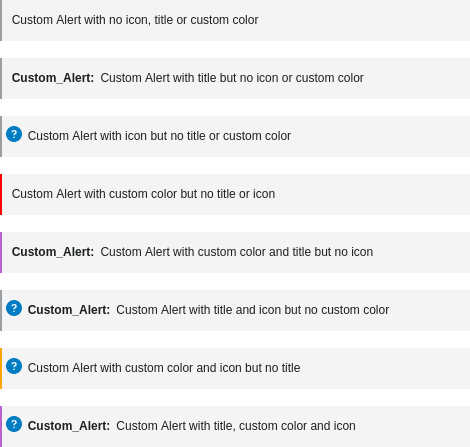 Custom Alert with no icon, title or custom color
Custom_Alert: Custom Alert with title but no icon or custom color
? Custom Alert with icon but no title or custom color
Custom Alert with custom color but no title or icon
Custom_Alert: Custom Alert with custom color and title but no icon
? Custom_Alert: Custom Alert with title and icon but no custom color
? Custom Alert with custom color and icon but no title
? Custom_Alert: Custom Alert with title, custom color and icon